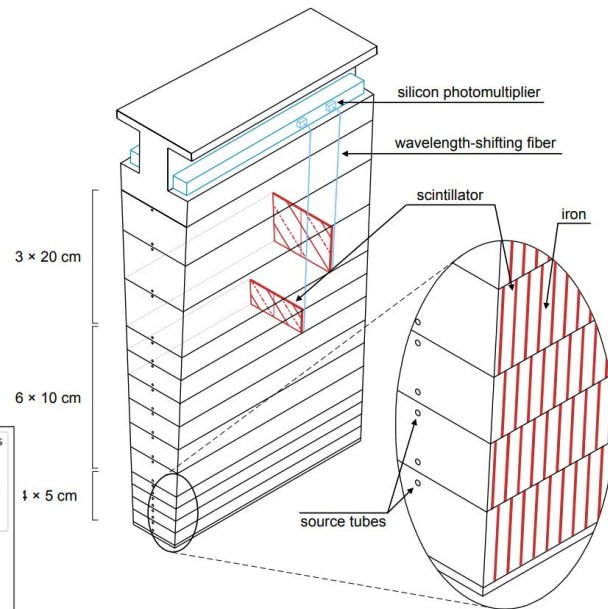 silicon photomultiplier
wavelength-shifting fiber
scintillator
iron
3 × 20 cm
6 × 10 cm
s
× 5 cm
source tubes